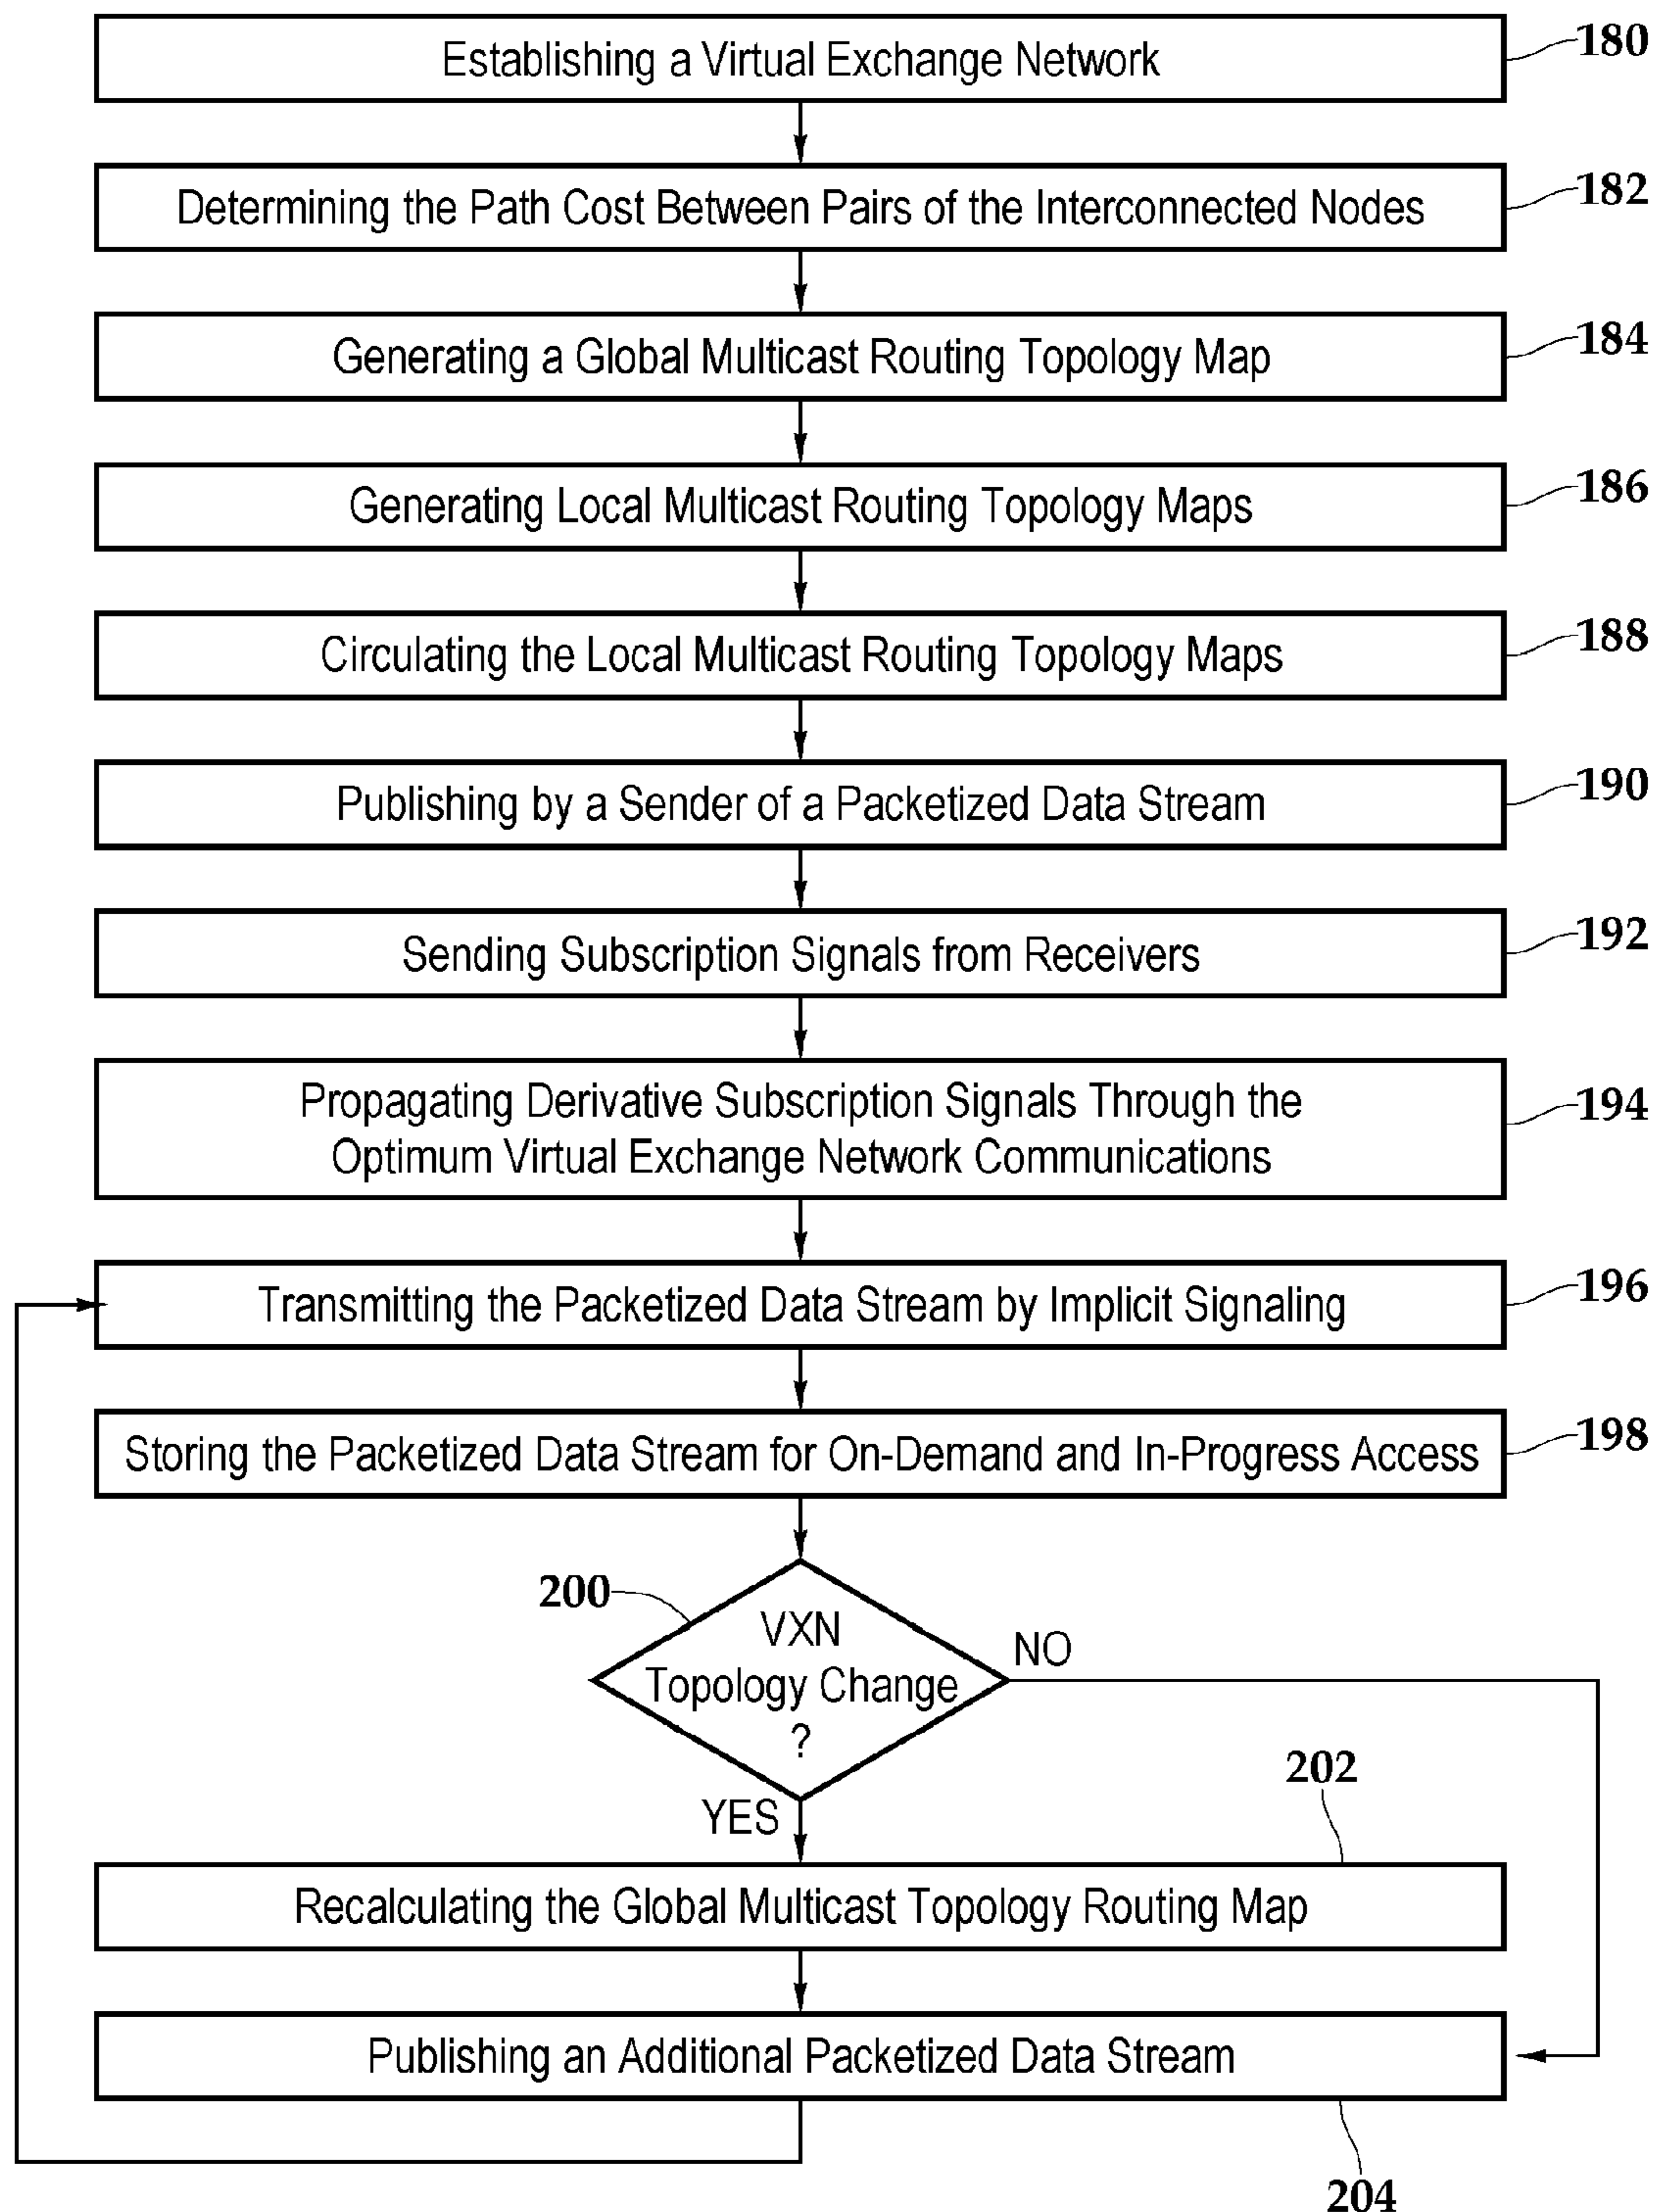 Establishing a Virtual Exchange Network
180
Determining the Path Cost Between Pairs of the Interconnected Nodes
182
Generating a Global Multicast Routing Topology Map
184
Generating Local Multicast Routing Topology Maps
186
Circulating the Local Multicast Routing Topology Maps
188
Publishing by a Sender of a Packetized Data Stream
190
Sending Subscription Signals from Receivers
192
Propagating Derivative Subscription Signals Through the
Optimum Virtual Exchange Network Communications
194
Transmitting the Packetized Data Stream by Implicit Signaling
196
Storing the Packetized Data Stream for On-Demand and In-Progress Access
198
200
VXN
Topology Change
?
NO
YES
202
Recalculating the Global Multicast Topology Routing Map
Publishing an Additional Packetized Data Stream
204